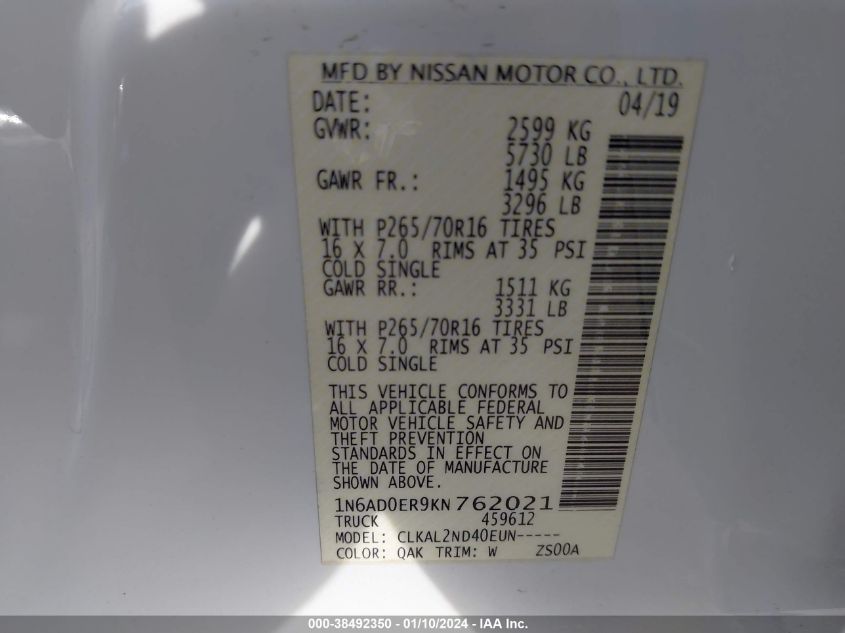 MFD BY NISSAN MOTOR CO., LTD.
DATE: 04/19
GVWR: 2599 KG
5730 LB
GAWR FR.: 1495 KG
3296 LB
WITH P265/70R16 TIRES
16 X 7.0 RIMS AT 35 PSI
COLD SINGLE
GAWR RR.: 1511 KG
3331 LB
WITH P265/70R16 TIRES
16 X 7.0 RIMS AT 35 PSI
COLD SINGLE
THIS VEHICLE CONFORMS TO
ALL APPLICABLE FEDERAL
MOTOR VEHICLE SAFETY AND
THEFT PREVENTION
STANDARDS IN EFFECT ON
THE DATE OF MANUFACTURE
SHOWN ABOVE.
1N6AD0ER9KN762021
TRUCK 459612
MODEL: CLKAL2ND40EUN-----
COLOR: QAK TRIM: W ZS00A
000-38492350 - 01/10/2024 - IAA Inc.